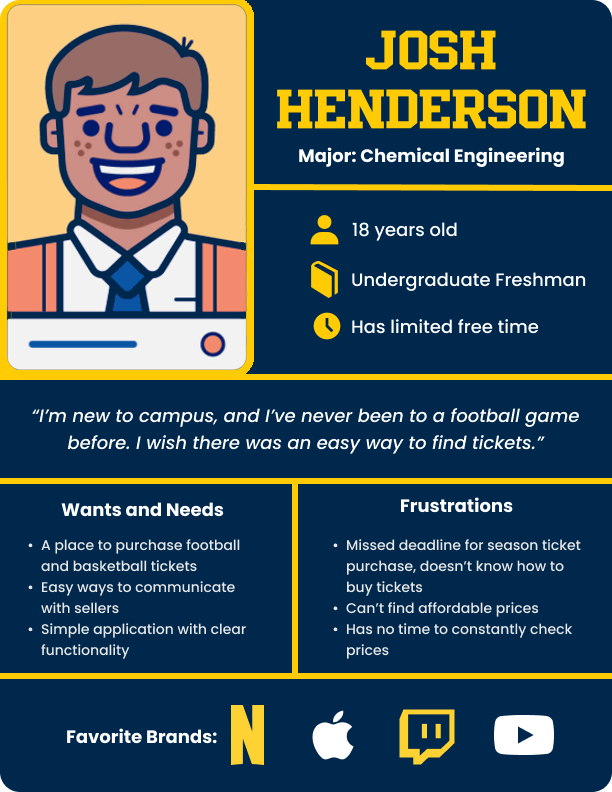 JOSH
HENDERSON
Major: Chemical Engineering
18 years old
Undergraduate Freshman
Has limited free time
“I’m new to campus, and I’ve never been to a football game
before. I wish there was an easy way to find tickets.”
Wants and Needs
• A place to purchase football
and basketball tickets
• Easy ways to communicate
with sellers
• Simple application with clear
functionality
Frustrations
• Missed deadline for season ticket
purchase, doesn’t know how to
buy tickets
• Can’t find affordable prices
• Has no time to constantly check
prices
Favorite Brands: N